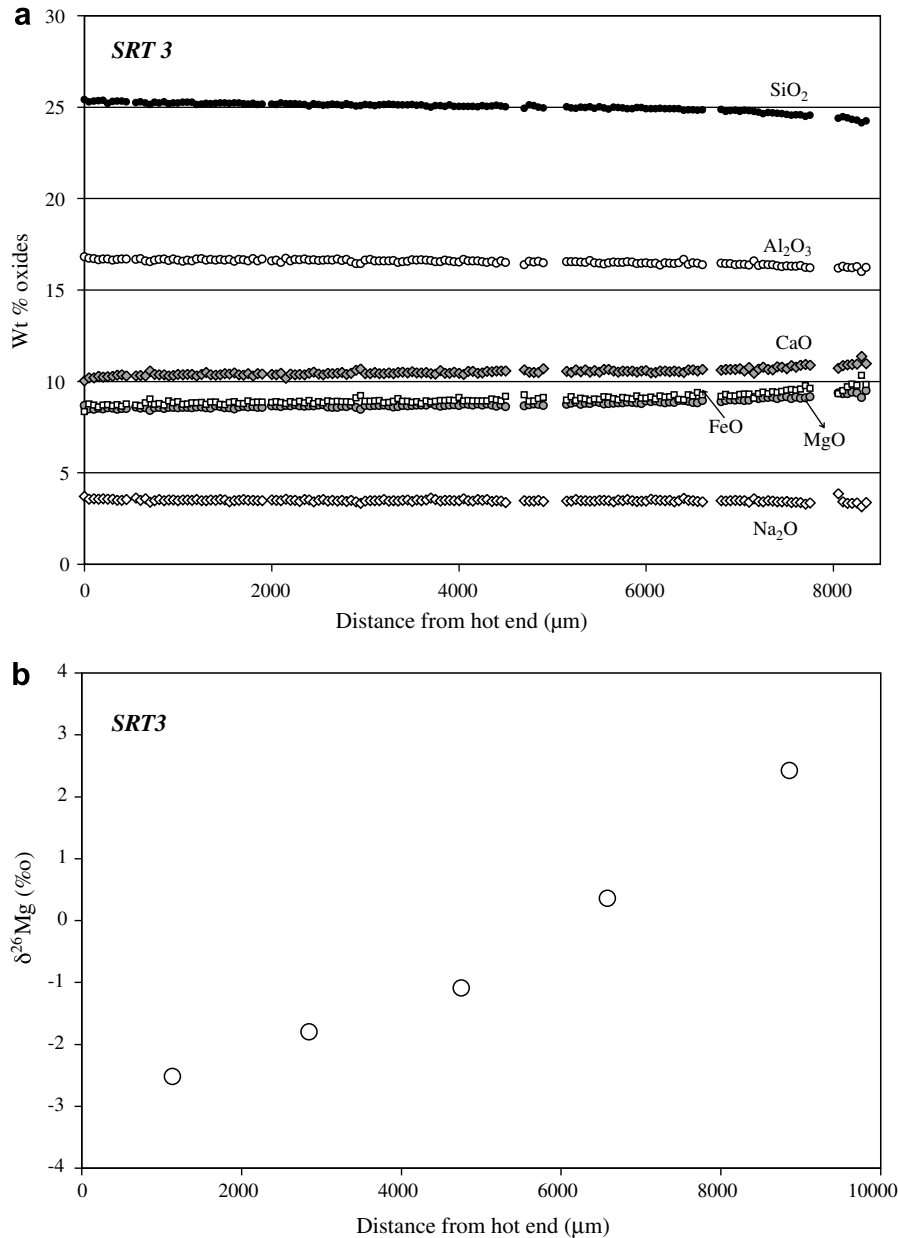 a
SRT 3
30
25
20
15
10
5
0
Wt % oxides
SiO₂
Al₂O₃
CaO
FeO
MgO
Na₂O
0 2000 4000 6000 8000
Distance from hot end (μm)
b
SRT3
4
3
2
1
0
-1
-2
-3
-4
δ²⁶Mg (‰)
0 2000 4000 6000 8000 10000
Distance from hot end (μm)